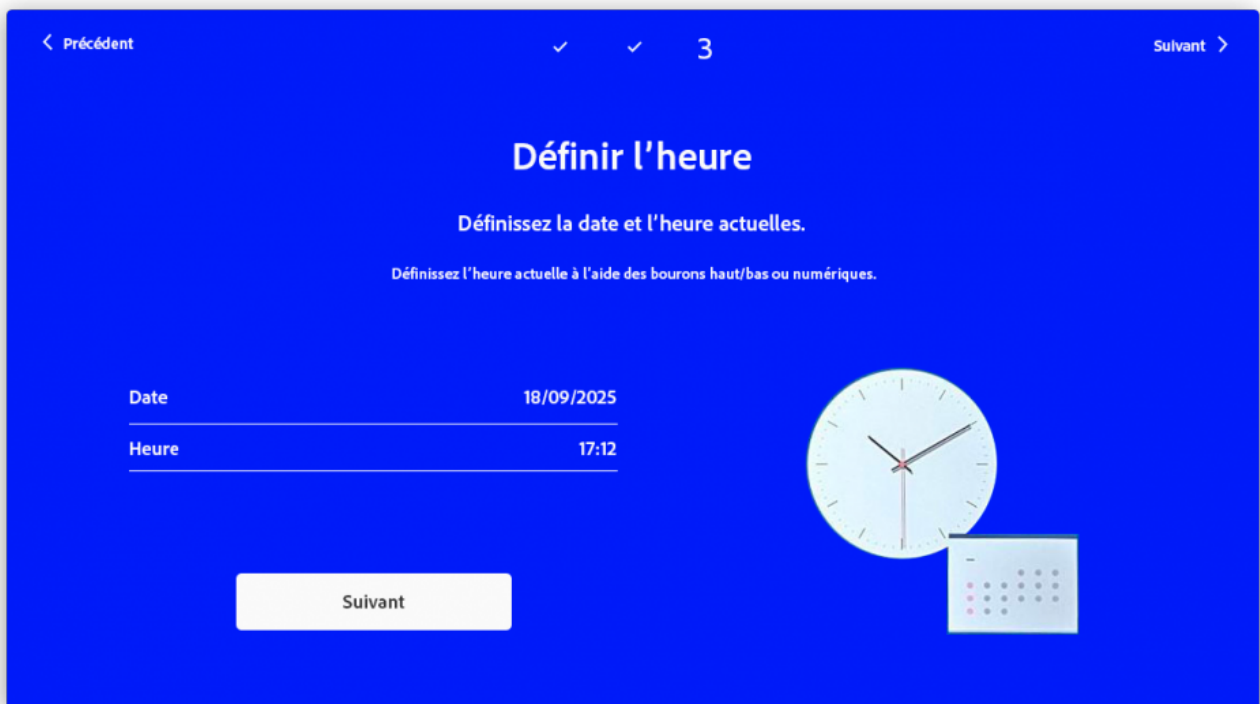 Précédent
3
Suivant
Définir l'heure
Définissez la date et l'heure actuelles.
Définissez l'heure actuelle à l'aide des bourons haut/bas ou numériques.
Date 18/09/2025
Heure 17:12
Suivant